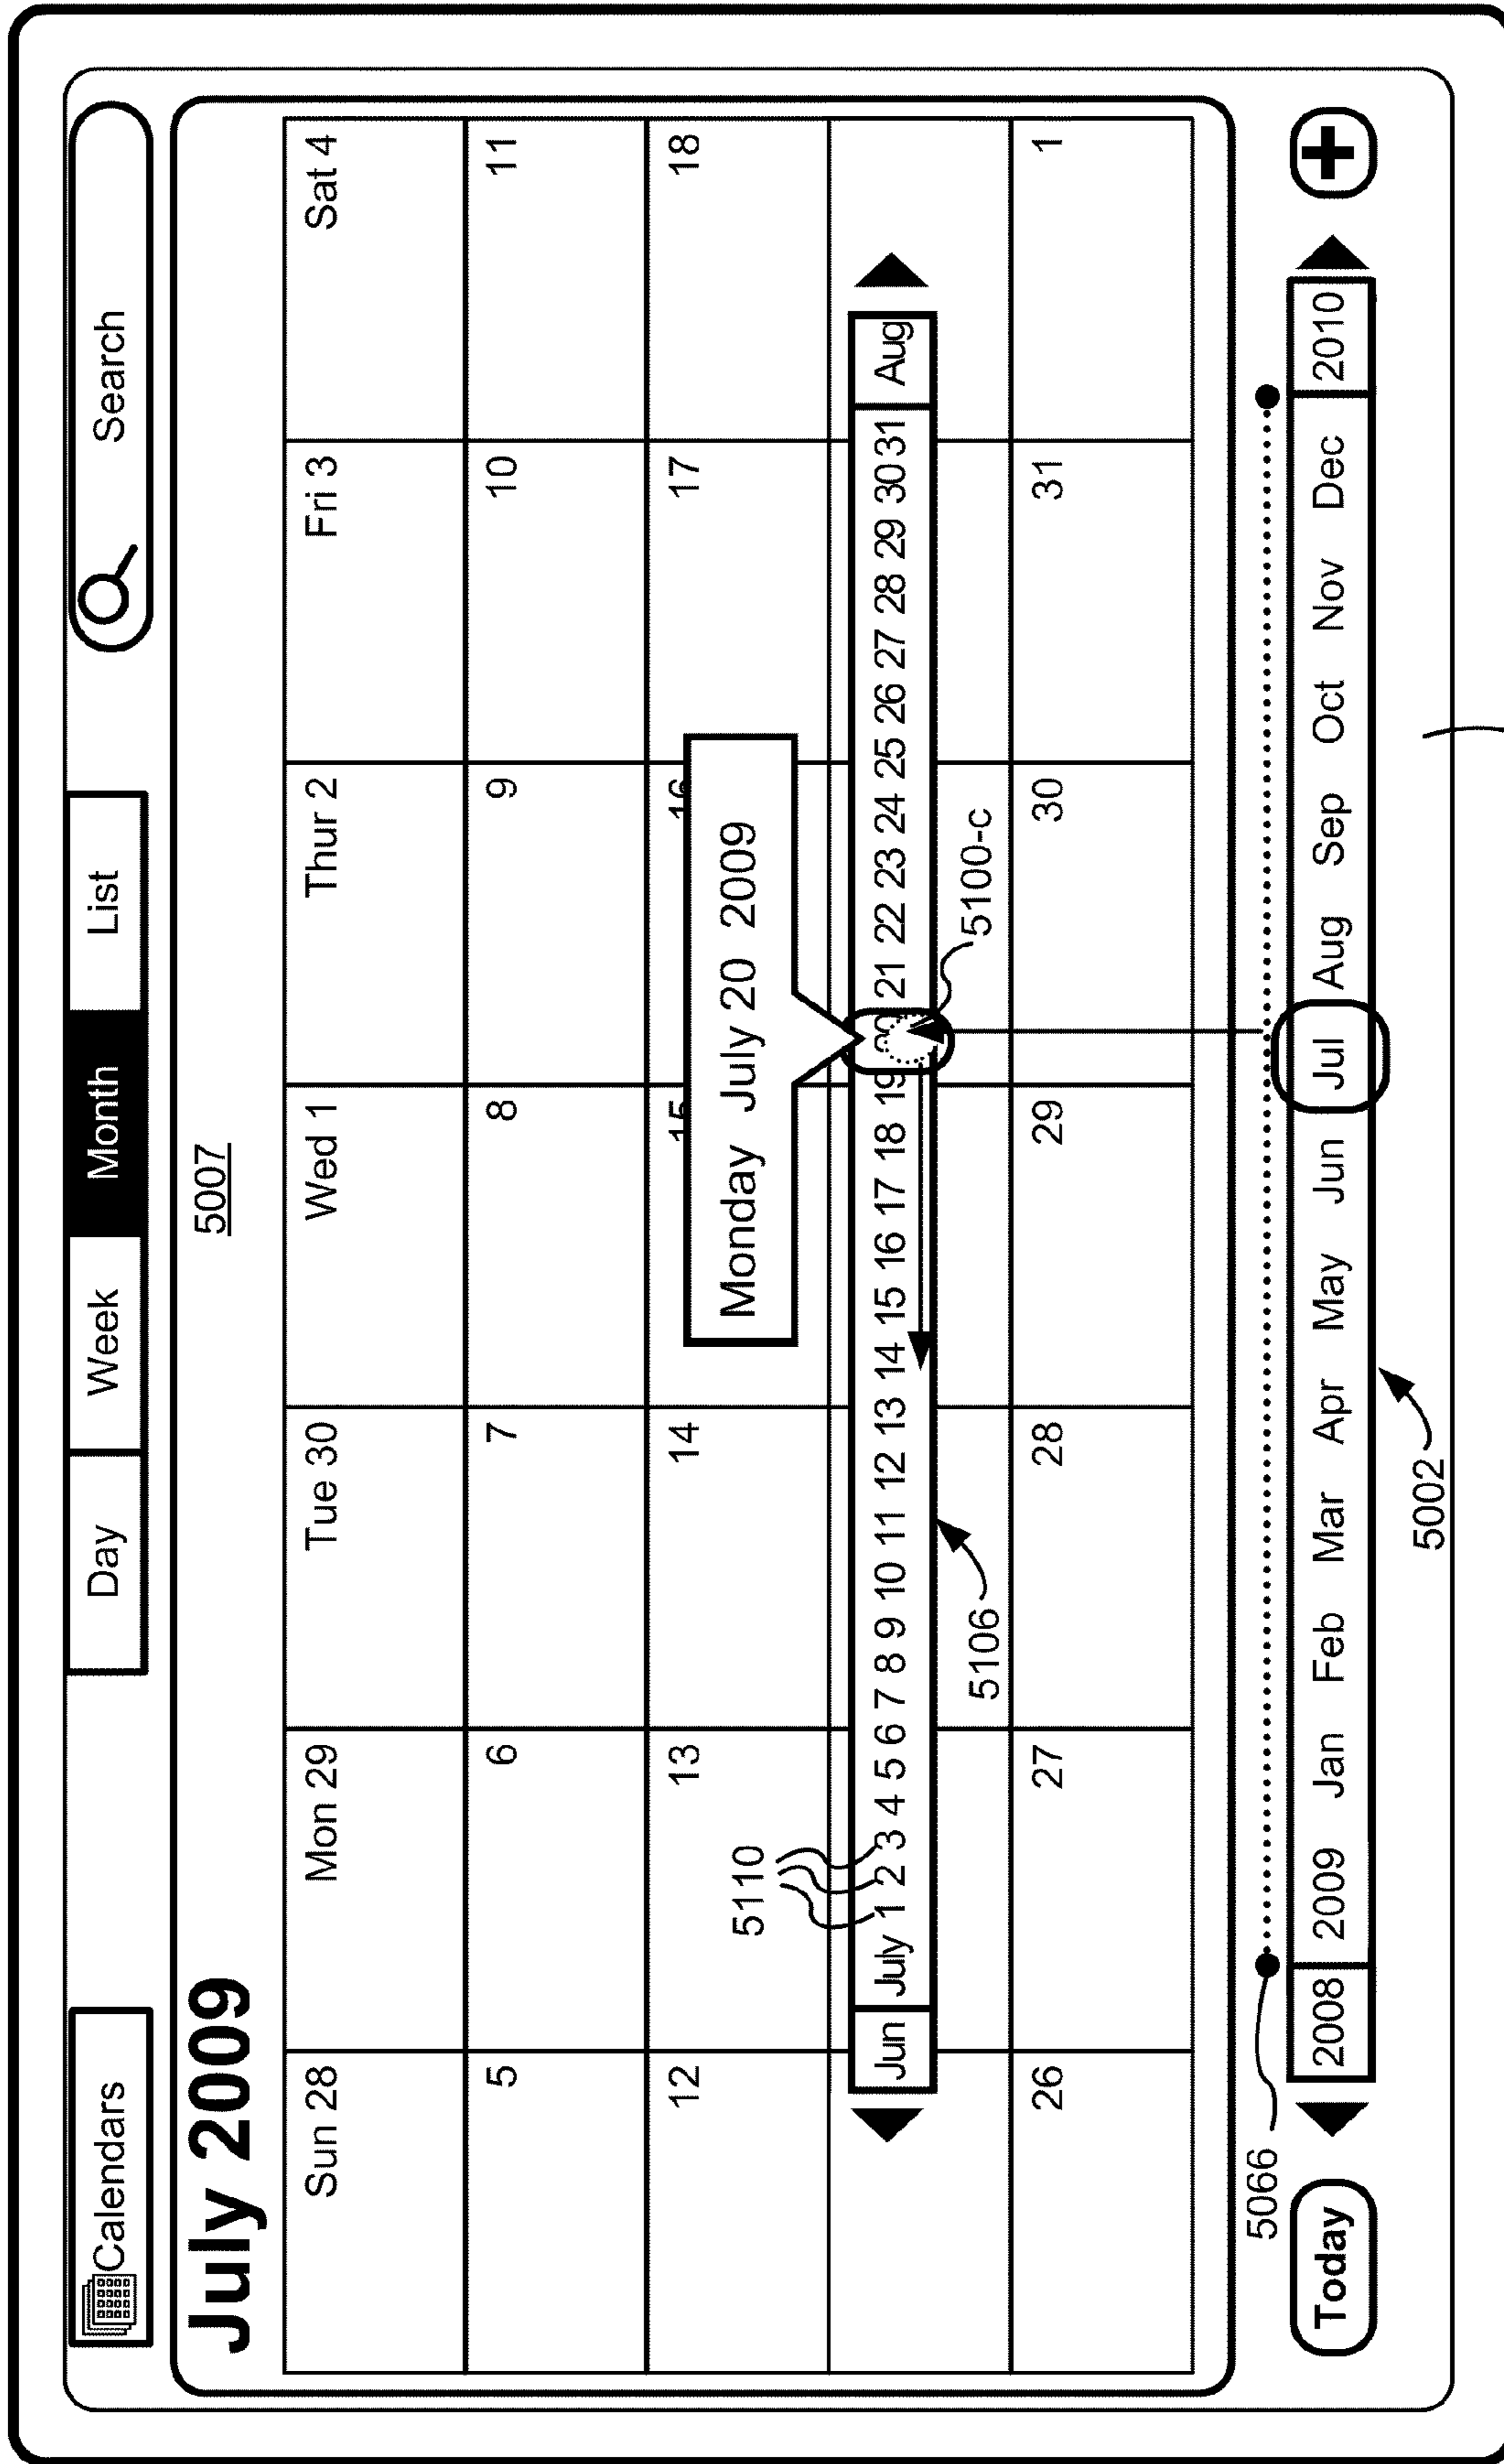 Calendars Day Week Month List Search
July 2009 5007
Sun 28 Mon 29 Tue 30 Wed 1 Thur 2 Fri 3 Sat 4
5 6 7 8 9 10 11
12 13 14 15 16 17 18
5110 Monday July 20 2009
Jun July 1 2 3 4 5 6 7 8 9 10 11 12 13 14 15 16 17 18 19 20 21 22 23 24 25 26 27 28 29 30 31 Aug
5106 5100-c
26 27 28 29 30 31 1
5066
Today 2008 2009 Jan Feb Mar Apr May Jun Jul Aug Sep Oct Nov Dec 2010 +
5002